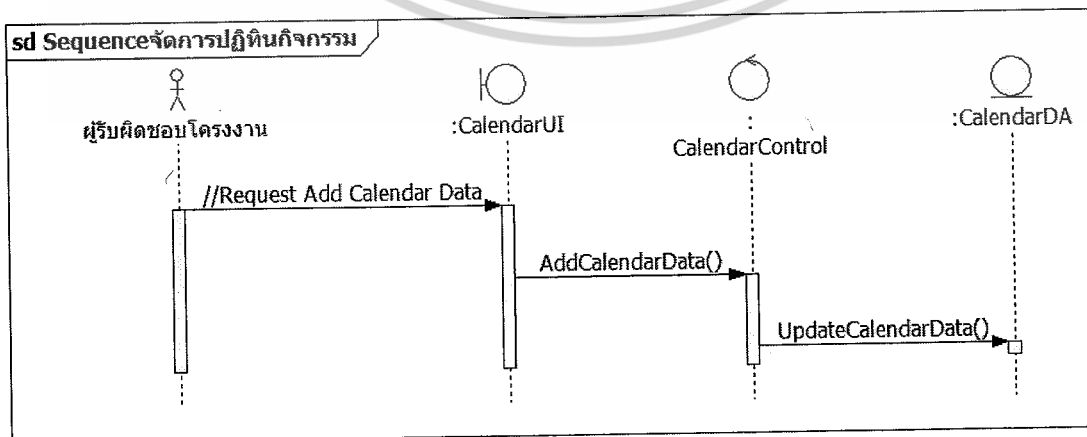 sd Sequenceจัดการปฏิทินกิจกรรม
ผู้รับผิดชอบโครงงาน
:CalendarUI
:
CalendarControl
:CalendarDA
//Request Add Calendar Data
AddCalendarData()
UpdateCalendarData()